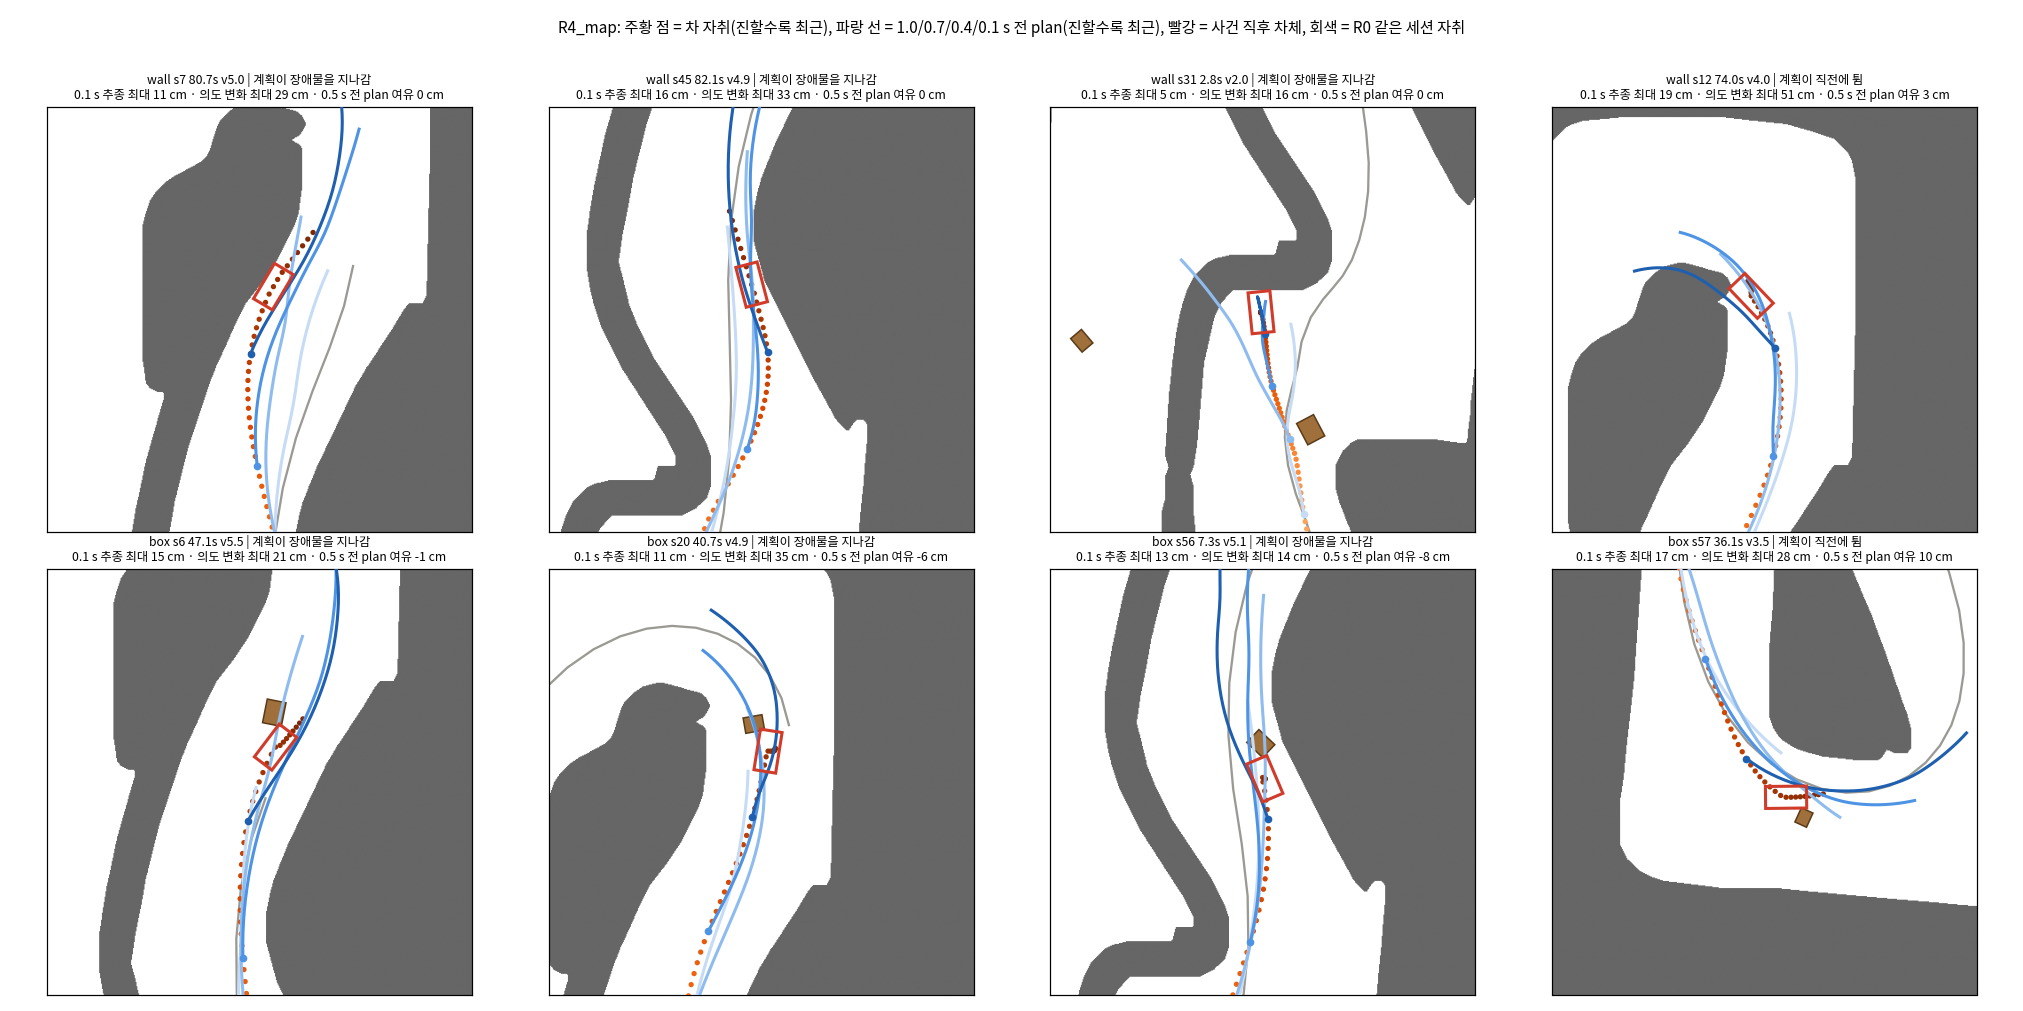 R4_map: 주황 점 = 차 자취(진할수록 최근), 파랑 선 = 1.0/0.7/0.4/0.1 s 전 plan(진할수록 최근), 빨강 = 사건 직후 차체, 회색 = R0 같은 세션 자취
wall s7 80.7s v5.0 | 계획이 장애물을 지나감
0.1 s 추종 최대 11 cm · 의도 변화 최대 29 cm · 0.5 s 전 plan 여유 0 cm
wall s45 82.1s v4.9 | 계획이 장애물을 지나감
0.1 s 추종 최대 16 cm · 의도 변화 최대 33 cm · 0.5 s 전 plan 여유 0 cm
wall s31 2.8s v2.0 | 계획이 장애물을 지나감
0.1 s 추종 최대 5 cm · 의도 변화 최대 16 cm · 0.5 s 전 plan 여유 0 cm
wall s12 74.0s v4.0 | 계획이 직전에 튐
0.1 s 추종 최대 19 cm · 의도 변화 최대 51 cm · 0.5 s 전 plan 여유 3 cm
box s6 47.1s v5.5 | 계획이 장애물을 지나감
0.1 s 추종 최대 15 cm · 의도 변화 최대 21 cm · 0.5 s 전 plan 여유 -1 cm
box s20 40.7s v4.9 | 계획이 장애물을 지나감
0.1 s 추종 최대 11 cm · 의도 변화 최대 35 cm · 0.5 s 전 plan 여유 -6 cm
box s56 7.3s v5.1 | 계획이 장애물을 지나감
0.1 s 추종 최대 13 cm · 의도 변화 최대 14 cm · 0.5 s 전 plan 여유 -8 cm
box s57 36.1s v3.5 | 계획이 직전에 튐
0.1 s 추종 최대 17 cm · 의도 변화 최대 28 cm · 0.5 s 전 plan 여유 10 cm